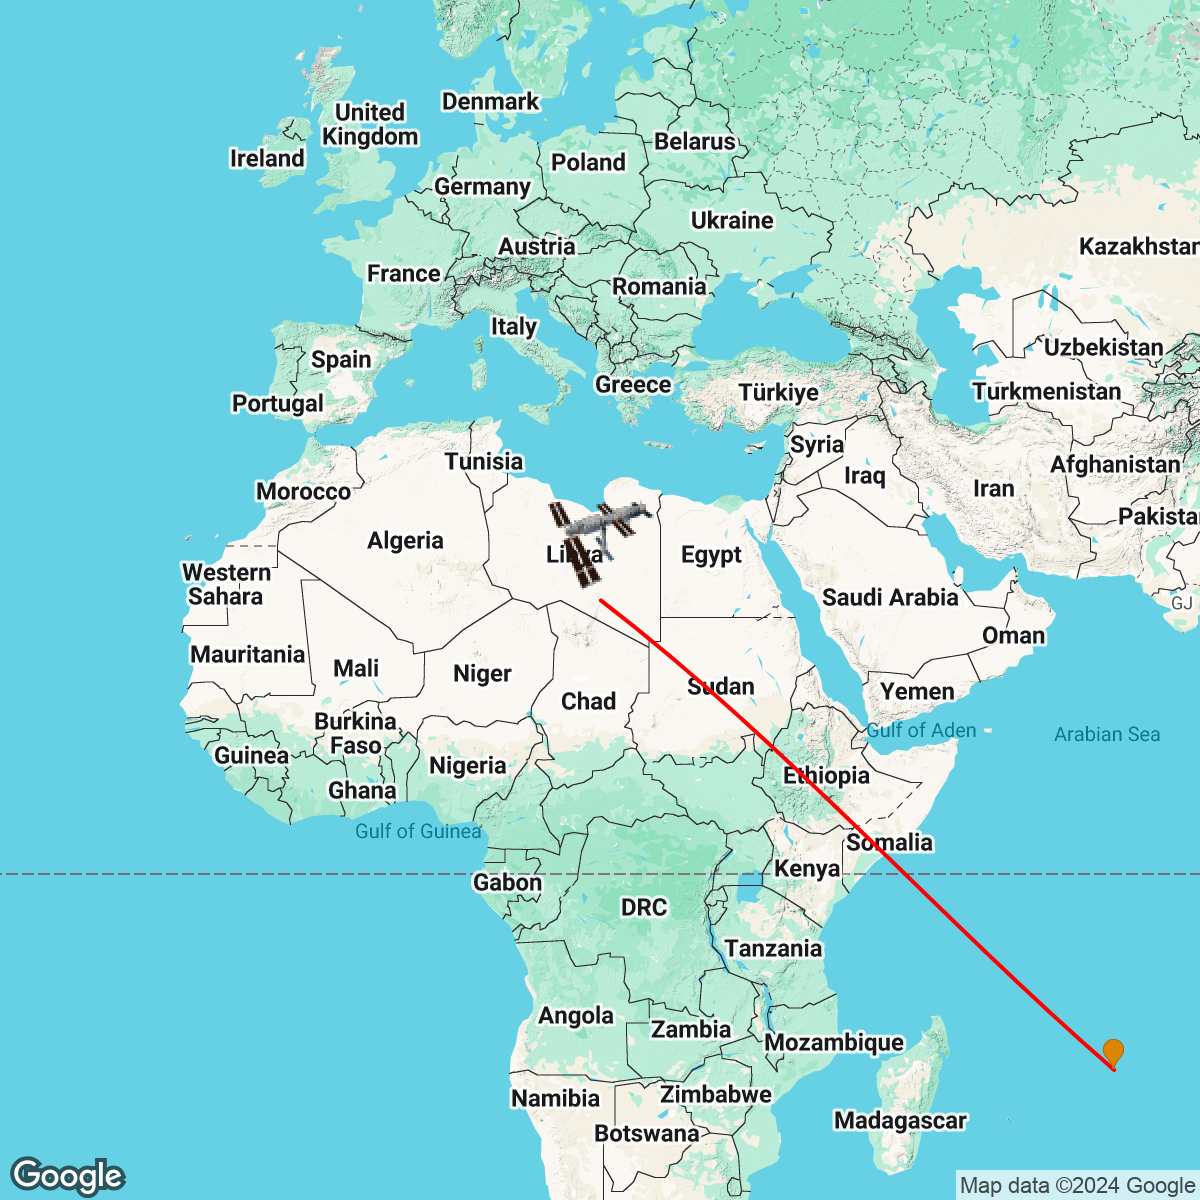 Denmark
United
Kingdom
Ireland
Belarus
Poland
Germany
Ukraine
Austria
Kazakhstan
France
Romania
Italy
Uzbekistan
Spain
Greece
Türkiye
Turkmenistan
Portugal
Syria
Tunisia
Afghanistan
Iraq
Iran
Morocco
Pakistan
Algeria
Libya
Egypt
Western
Sahara
Saudi Arabia
GJ
Oman
Mauritania
Mali
Niger
Sudan
Yemen
Chad
Burkina
Faso
Gulf of Aden
Arabian Sea
Guinea
Nigeria
Ethiopia
Ghana
Gulf of Guinea
Somalia
Kenya
Gabon
DRC
Tanzania
Angola
Zambia
Mozambique
Namibia
Zimbabwe
Madagascar
Botswana
Google
Map data ©2024 Google